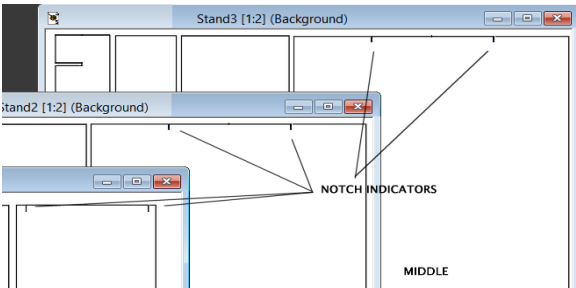 Stand3 [1:2] (Background)
Stand2 [1:2] (Background)
NOTCH INDICATORS
MIDDLE